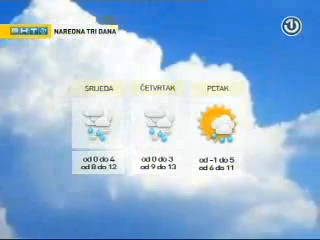 BHT1 NAREDNA TRI DANA
SRIJEDA ČETVRTAK PETAK
od 0 do 4 od 0 do 3 od -1 do 5
od 8 do 12 od 9 do 13 od 6 do 11